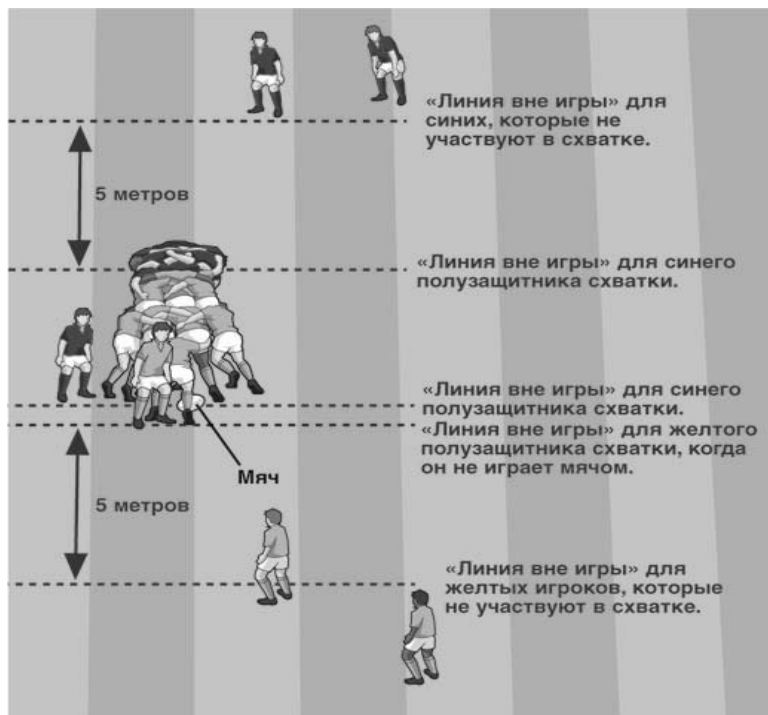 «Линия вне игры» для
синих, которые не
участвуют в схватке.
5 метров
«Линия вне игры» для синего
полузащитника схватки.
«Линия вне игры» для синего
полузащитника схватки.
«Линия вне игры» для желтого
полузащитника схватки, когда
он не играет мячом.
Мяч
5 метров
«Линия вне игры» для
желтых игроков, которые
не участвуют в схватке.